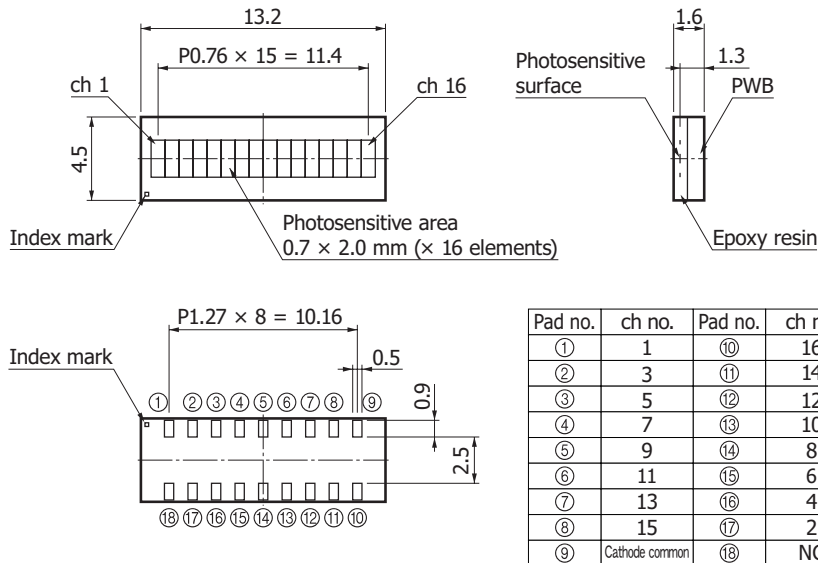 13.2
P0.76 × 15 = 11.4
ch 1
ch 16
4.5
Index mark
Photosensitive area
0.7 × 2.0 mm (× 16 elements)
1.6
1.3
Photosensitive
surface
PWB
Epoxy resin
P1.27 × 8 = 10.16
Index mark
0.5
0.9
① ② ③ ④ ⑤ ⑥ ⑦ ⑧ ⑨
2.5
⑱ ⑰ ⑯ ⑮ ⑭ ⑬ ⑫ ⑪ ⑩
Pad no. ch no. Pad no. ch n
① 1 ⑩ 16
② 3 ⑪ 14
③ 5 ⑫ 12
④ 7 ⑬ 10
⑤ 9 ⑭ 8
⑥ 11 ⑮ 6
⑦ 13 ⑯ 4
⑧ 15 ⑰ 2
⑨ Cathode common ⑱ NC